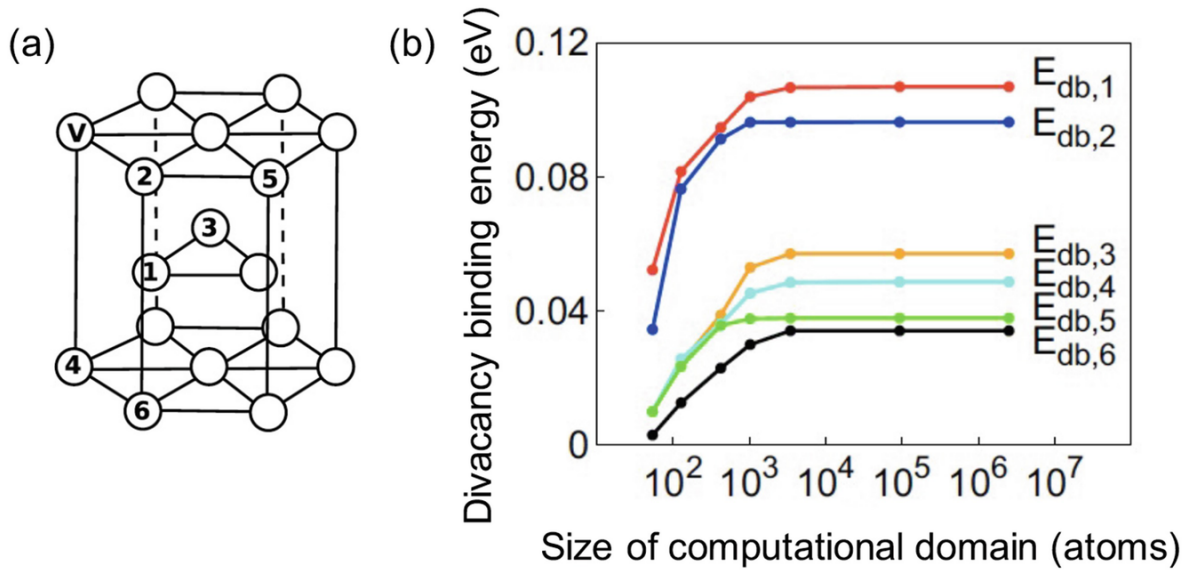 (a)
V
2
5
3
1
4
6
(b)
Divacancy binding energy (eV)
0.12
0.08
0.04
0
E_db,1
E_db,2
E_db,3
E_db,4
E_db,5
E_db,6
10^2 10^3 10^4 10^5 10^6 10^7
Size of computational domain (atoms)